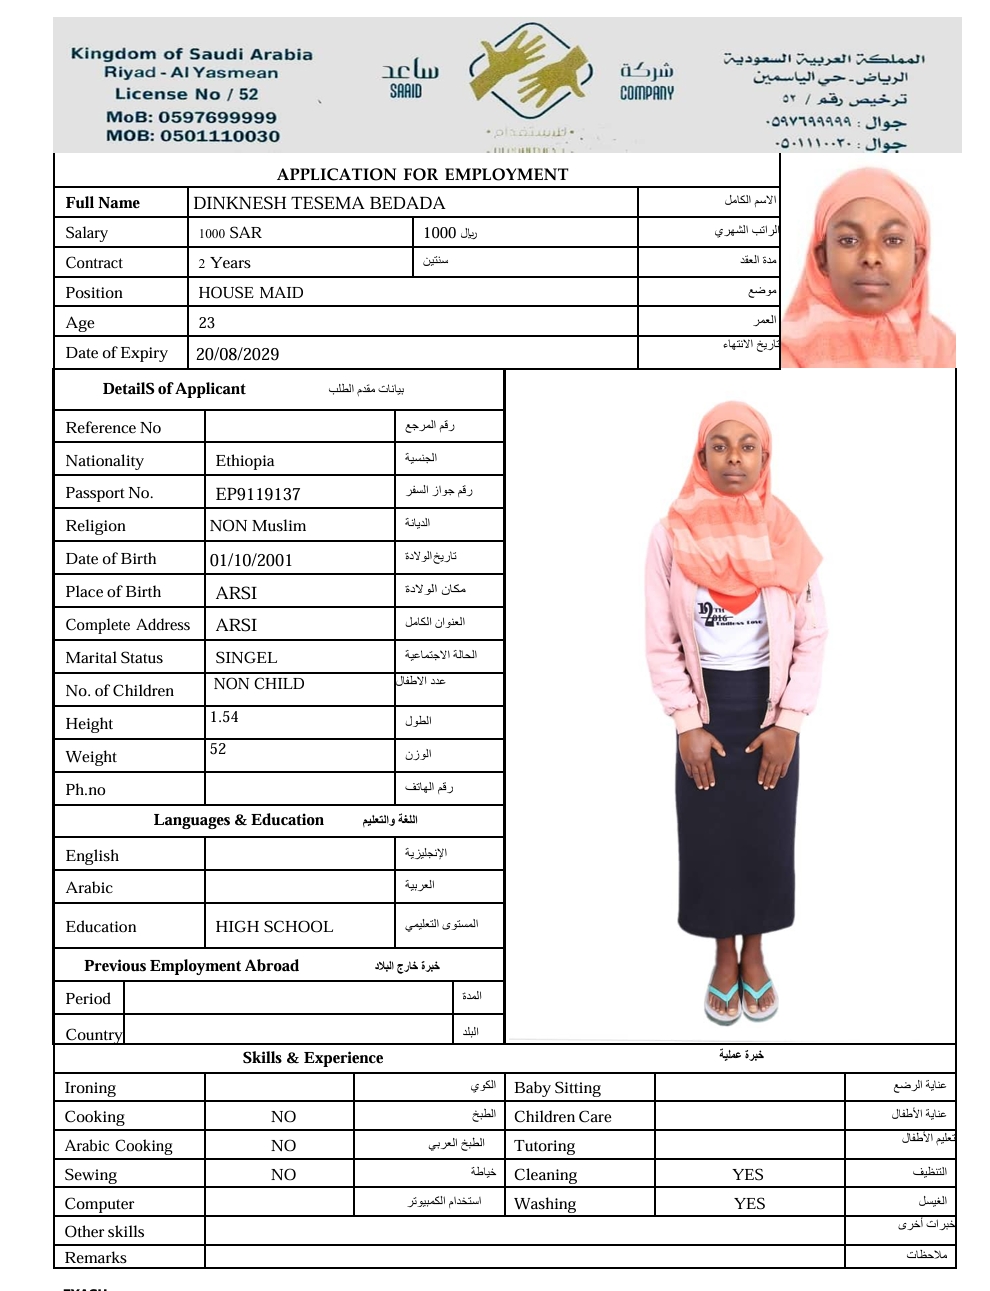 Kingdom of Saudi Arabia
Riyad - Al Yasmean
License No / 52
MoB: 0597699999
MOB: 0501110030
ساعد
SAAID
شركة
COMPANY
للاستقدام
المملكة العربية السعودية
الرياض - حي الياسمين
ترخيص رقم / ٥٢
جوال : ٠٥٩٧٦٩٩٩٩٩
جوال : ٠٥٠١١١٠٠٣٠
APPLICATION FOR EMPLOYMENT
Full Name DINKNESH TESEMA BEDADA الاسم الكامل
Salary 1000 SAR 1000 ريال الراتب الشهري
Contract 2 Years سنتين مدة العقد
Position HOUSE MAID موضع
Age 23 العمر
Date of Expiry 20/08/2029 تاريخ الانتهاء
DetailS of Applicant بيانات مقدم الطلب
Reference No رقم المرجع
Nationality Ethiopia الجنسية
Passport No. EP9119137 رقم جواز السفر
Religion NON Muslim الديانة
Date of Birth 01/10/2001 تاريخ الولادة
Place of Birth ARSI مكان الولادة
Complete Address ARSI العنوان الكامل
Marital Status SINGEL الحالة الاجتماعية
No. of Children NON CHILD عدد الاطفال
Height 1.54 الطول
Weight 52 الوزن
Ph.no رقم الهاتف
Languages & Education اللغة والتعليم
English الإنجليزية
Arabic العربية
Education HIGH SCHOOL المستوى التعليمي
Previous Employment Abroad خبرة خارج البلاد
Period المدة
Country البلد
12TH
2016
Endless Love
Skills & Experience خبرة عملية
Ironing الكوي Baby Sitting عناية الرضع
Cooking NO الطبخ Children Care عناية الأطفال
Arabic Cooking NO الطبخ العربي Tutoring تعليم الأطفال
Sewing NO خياطة Cleaning YES التنظيف
Computer استخدام الكمبيوتر Washing YES الغيسل
Other skills خبرات أخرى
Remarks ملاحظات